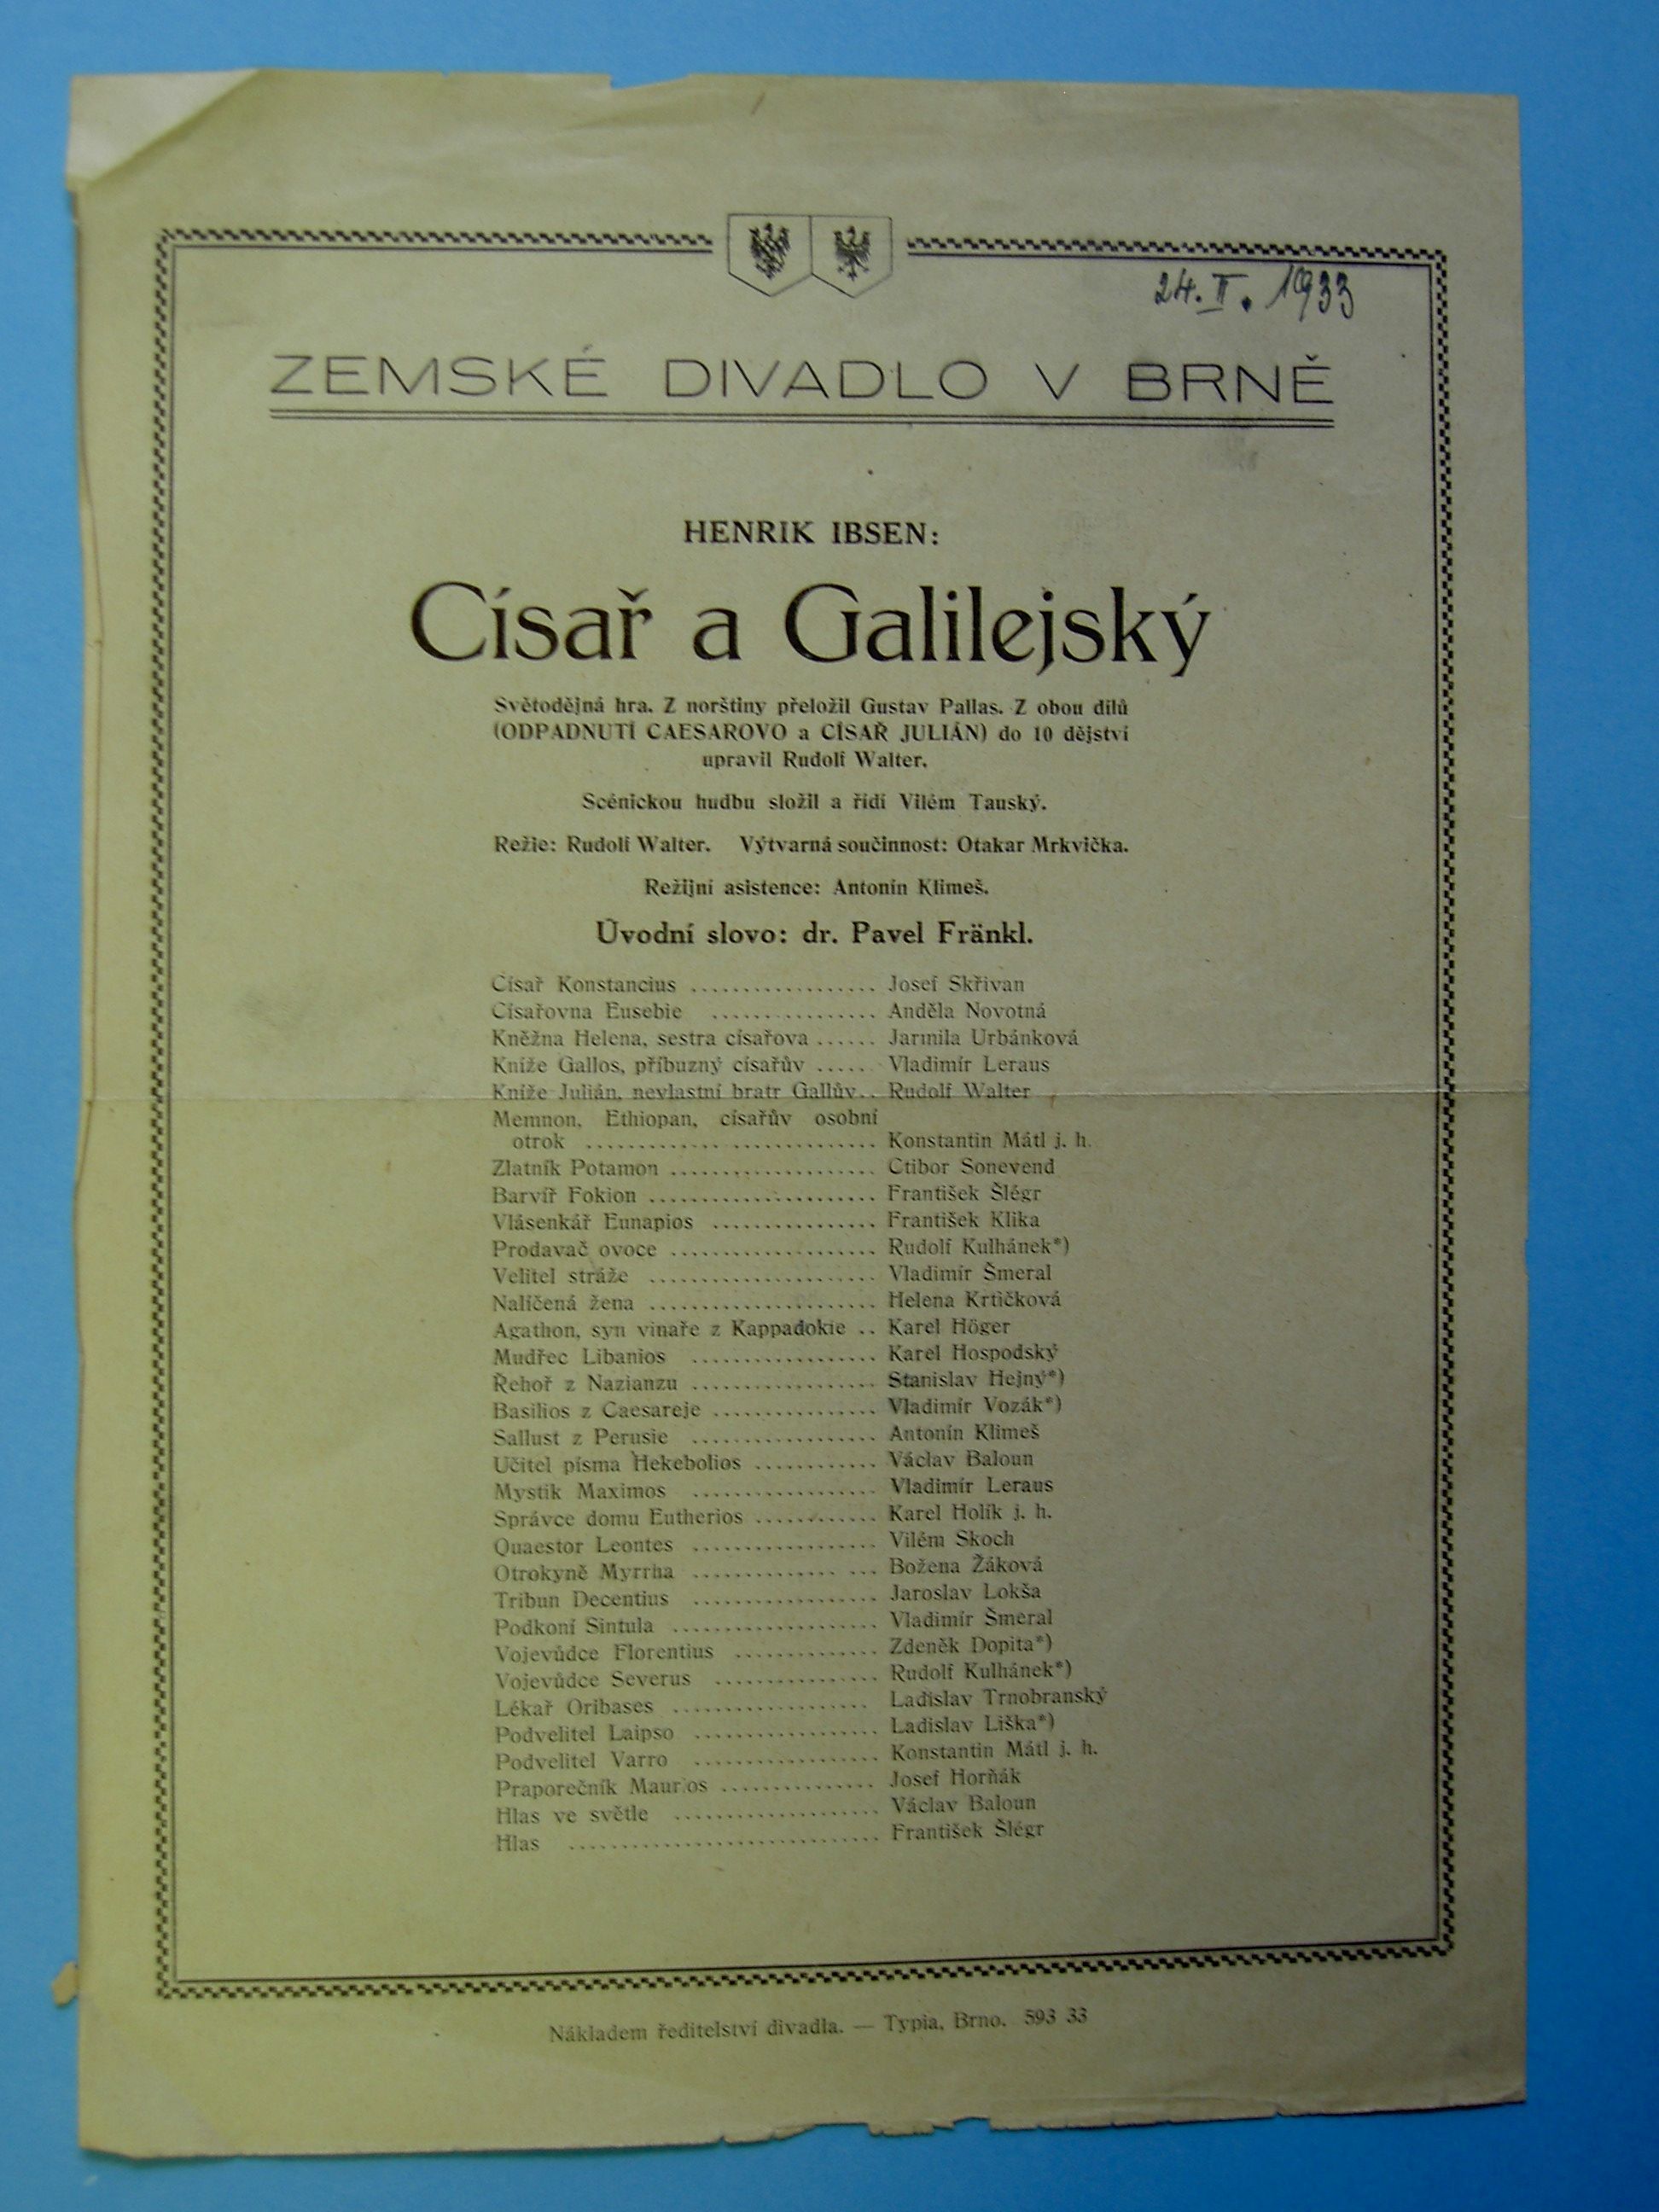 24. II. 1933
ZEMSKÉ DIVADLO V BRNĚ
HENRIK IBSEN:
Císař a Galilejský
Světodějná hra. Z norštiny přeložil Gustav Pallas. Z obou dílů
(ODPADNUTÍ CAESAROVO a CÍSAŘ JULIÁN) do 10 dějství
upravil Rudolf Walter.
Scénickou hudbu složil a řídí Vilém Tauský.
Režie: Rudolf Walter. Výtvarná součinnost: Otakar Mrkvička.
Režijní asistence: Antonín Klimeš.
Úvodní slovo: dr. Pavel Fränkl.
Císař Konstancius .................. Josef Skřivan
Císařovna Eusebie ................ Anděla Novotná
Kněžna Helena, sestra císařova ...... Jarmila Urbánková
Kníže Gallos, příbuzný císařův ..... Vladimír Leraus
Kníže Julián, nevlastní bratr Gallův.. Rudolf Walter
Memnon, Ethiopan, císařův osobní
otrok ............. .............. Konstantin Mátl j. h.
Zlatník Potamon .................... Ctibor Sonevend
Barvíř Fokion ...................... František Šlégr
Vlásenkář Eunapios ................ František Klika
Prodavač ovoce .................... Rudolf Kulhánek*)
Velitel stráže ...................... Vladimír Šmeral
Nalíčená žena ...................... Helena Krtičková
Agathon, syn vinaře z Kappadokie .. Karel Höger
Mudřec Libanios .................. Karel Hospodský
Řehoř z Nazianzu .................. Stanislav Hejný*)
Basilios z Caesareje ................ Vladimír Vozák*)
Sallust z Perusie .................. Antonín Klimeš
Učitel písma Hekebolios ............ Václav Baloun
Mystik Maximos .................. Vladimír Leraus
Správce domu Eutherios ............ Karel Holík j. h.
Quaestor Leontes .................. Vilém Skoch
Otrokyně Myrrha .............. ... Božena Žáková
Tribun Decentius .................. Jaroslav Lokša
Podkoní Sintula .................... Vladimír Šmeral
Vojevůdce Florentius .............. Zdeněk Dopita*)
Vojevůdce Severus ................ Rudolf Kulhánek*)
Lékař Oribases ................... Ladislav Trnobranský
Podvelitel Laipso .................. Ladislav Liška*)
Podvelitel Varro .................. Konstantin Mátl j. h.
Praporečník Mauros ............... Josef Horňák
Hlas ve světle .................... Václav Baloun
Hlas .............................. František Šlégr
Nákladem ředitelství divadla. — Typia, Brno. 593 33